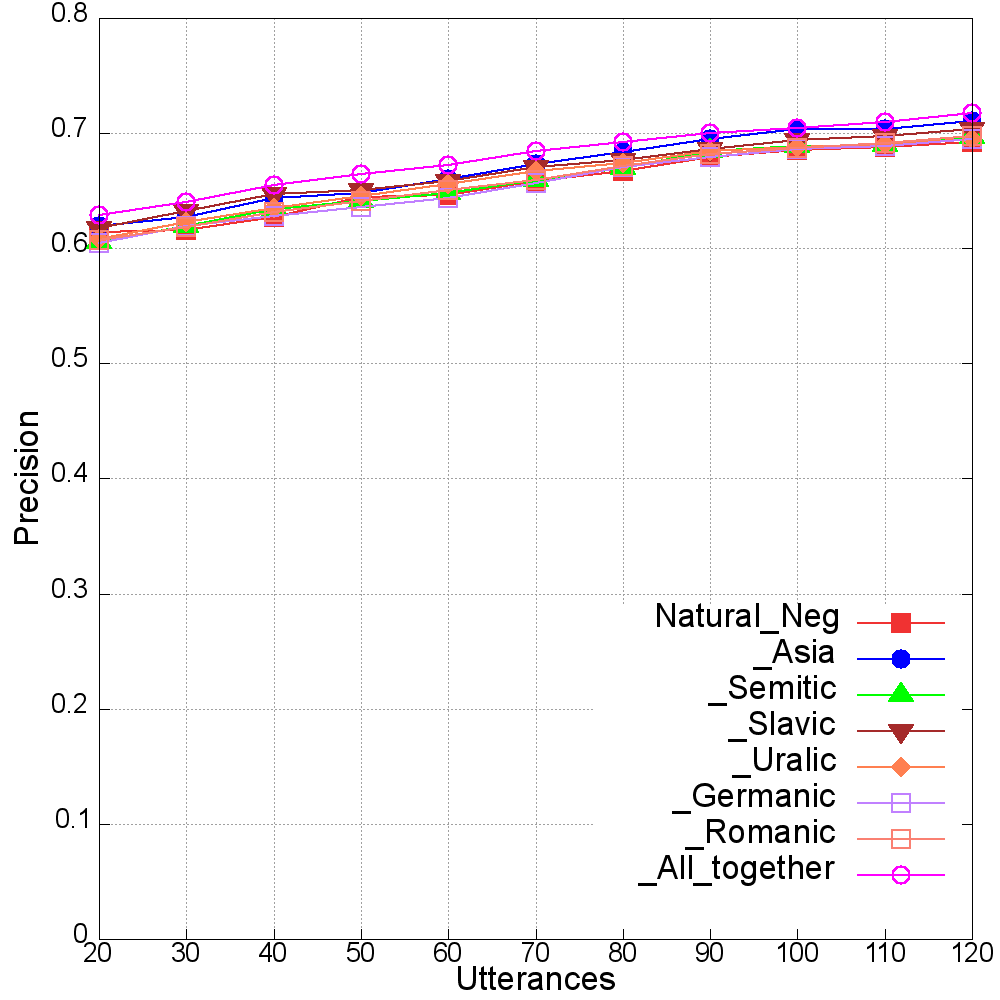 0.8
0.7
0.6
0.5
0.4
0.3
0.2
0.1
0
Precision
20 30 40 50 60 70 80 90 100 110 120
Utterances
Natural_Neg
_Asia
_Semitic
_Slavic
_Uralic
_Germanic
_Romanic
_All_together